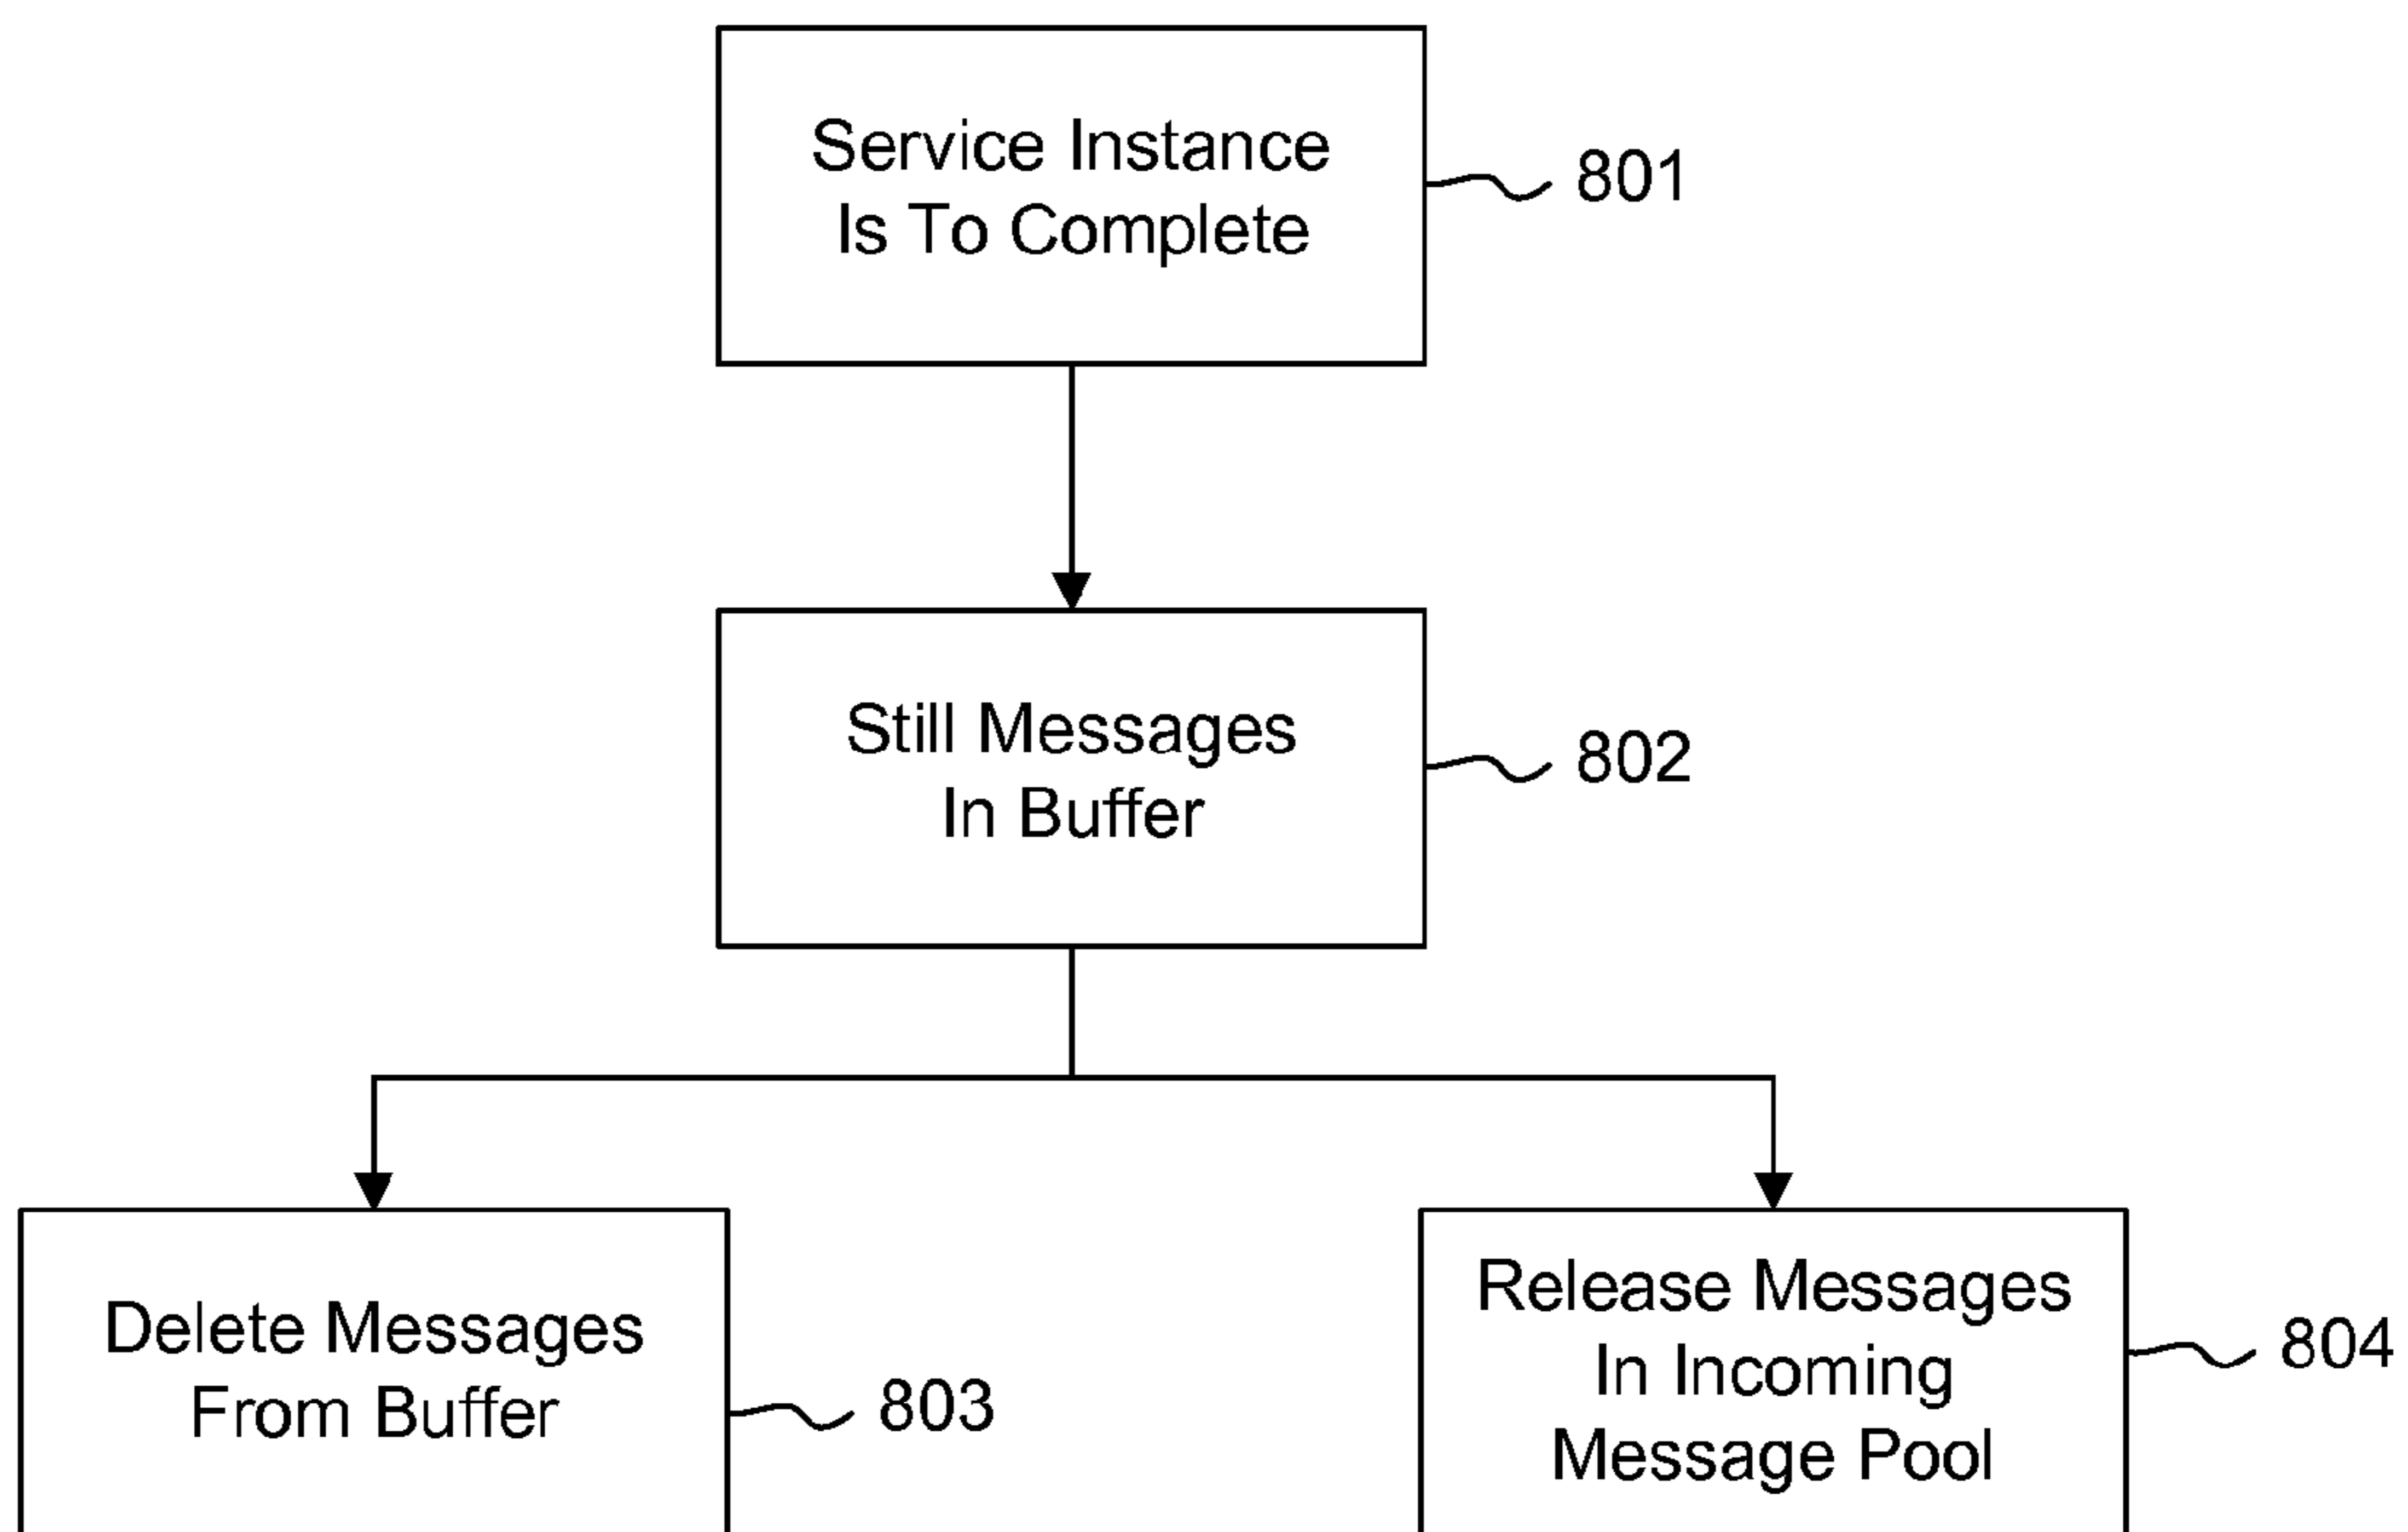 Service Instance
Is To Complete
801
Still Messages
In Buffer
802
Delete Messages
From Buffer
803
Release Messages
In Incoming
Message Pool
804